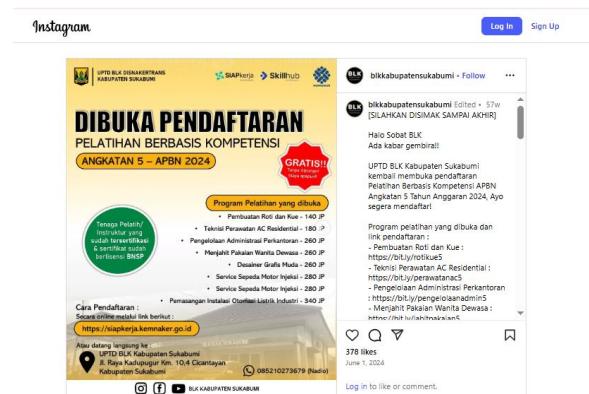 Instagram
Log In
Sign Up
UPTD BLK DISNAKERTRANS
KABUPATEN SUKABUMI
SIAPkerja
Skillhub
DIBUKA PENDAFTARAN
PELATIHAN BERBASIS KOMPETENSI
ANGKATAN 5 – APBN 2024
GRATIS!!
Program Pelatihan yang dibuka
• Pembuatan Roti dan Kue - 140 JP
• Teknisi Perawatan AC Residential - 180 JP
• Pengelolaan Administrasi Perkantoran - 260 JP
• Menjahit Pakaian Wanita Dewasa - 260 JP
• Desainer Grafis Muda - 260 JP
• Service Sepeda Motor Injeksi - 280 JP
• Service Sepeda Motor Injeksi - 280 JP
• Pemasangan Instalasi Otomasi Listrik Industri - 340 JP
Tenaga Pelatih/
Instruktur yang
sudah tersertifikasi
& sertifikat sudah
berlisensi BNSP
Cara Pendaftaran :
Secara online melalui link berikut :
https://siapkerja.kemnaker.go.id
Atau datang langsung ke :
UPTD BLK Kabupaten Sukabumi
Jl. Raya Kadupugur Km. 10,4 Cicantayan
Kabupaten Sukabumi
085210273679 (Nadio)
BLK KABUPATEN SUKABUMI
BLK
blkkabupatensukabumi • Follow
BLK
blkkabupatensukabumi Edited • 57w
[SILAHKAN DISIMAK SAMPAI AKHIR]
Halo Sobat BLK
Ada kabar gembira!!
UPTD BLK Kabupaten Sukabumi
kembali membuka pendaftaran
Pelatihan Berbasis Kompetensi APBN
Angkatan 5 Tahun Anggaran 2024, Ayo
segera mendaftar!
Program pelatihan yang dibuka dan
link pendaftaran :
- Pembuatan Roti dan Kue :
https://bit.ly/rotikue5
- Teknisi Perawatan AC Residential :
https://bit.ly/perawatanac5
- Pengelolaan Administrasi Perkantoran
: https://bit.ly/pengelolaanadmin5
- Menjahit Pakaian Wanita Dewasa :
https://bit.ly/jahitpakaian5
378 likes
June 1, 2024
Log in to like or comment.